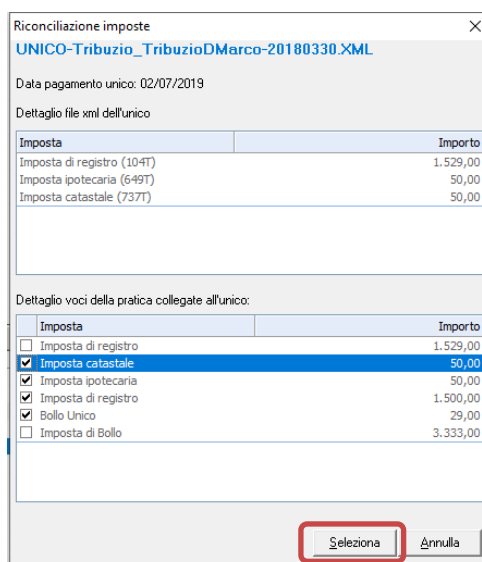 Riconciliazione imposte
UNICO-Tribuzio_TribuzioDMarco-20180330.XML
Data pagamento unico: 02/07/2019
Dettaglio file xml dell'unico
Imposta Importo
Imposta di registro (104T) 1.529,00
Imposta ipotecaria (649T) 50,00
Imposta catastale (737T) 50,00
Dettaglio voci della pratica collegate all'unico:
Imposta Importo
Imposta di registro 1.529,00
Imposta catastale 50,00
Imposta ipotecaria 50,00
Imposta di registro 1.500,00
Bollo Unico 29,00
Imposta di Bollo 3.333,00
Seleziona Annulla